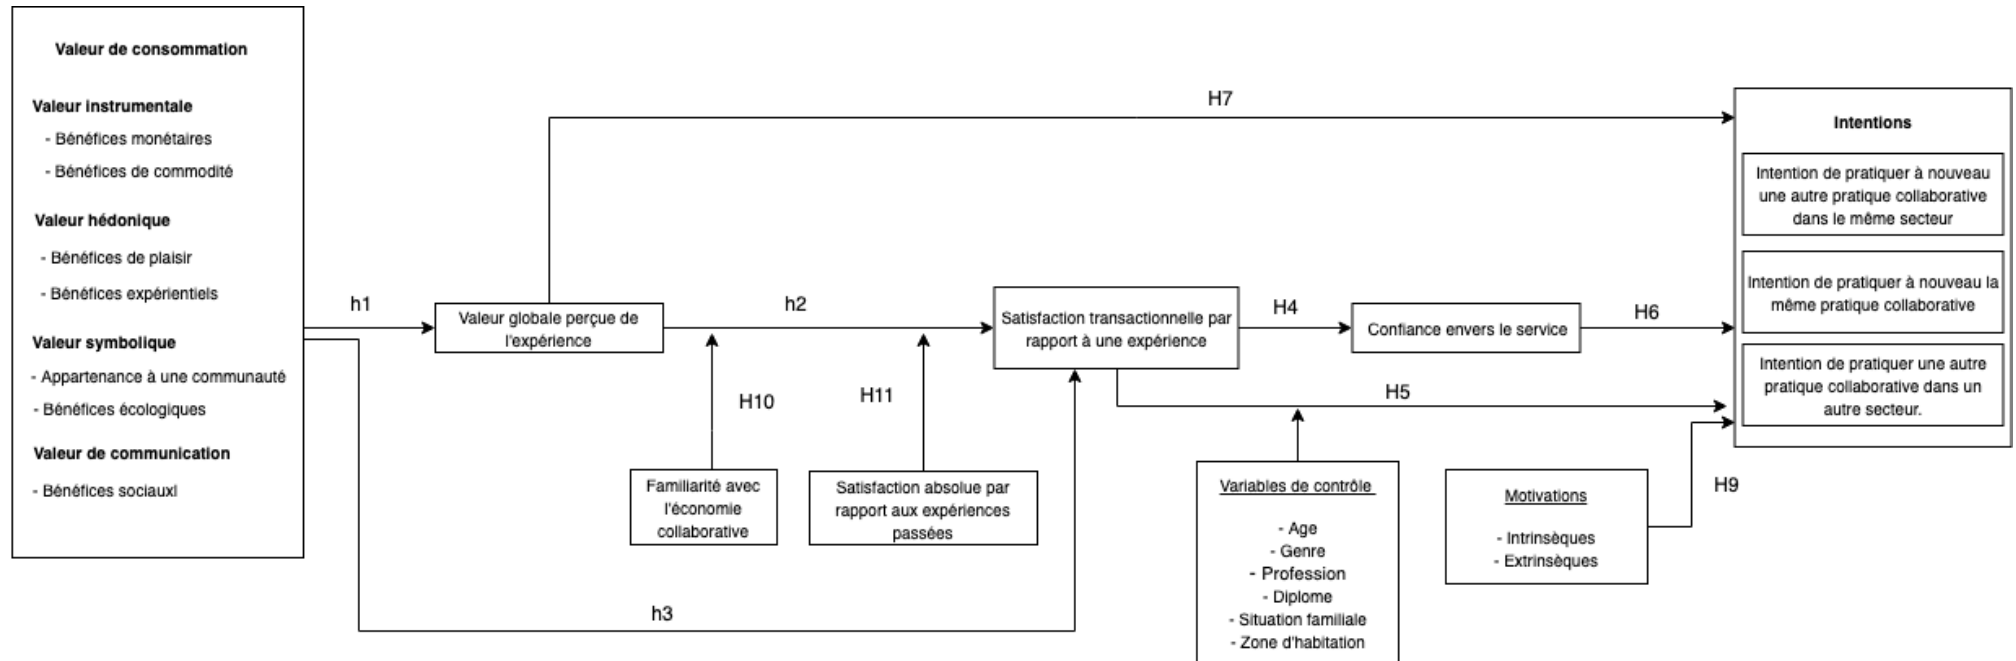 Valeur de consommation
Valeur instrumentale
- Bénéfices monétaires
- Bénéfices de commodité
Valeur hédonique
- Bénéfices de plaisir
- Bénéfices expérientiels
Valeur symbolique
- Appartenance à une communauté
- Bénéfices écologiques
Valeur de communication
- Bénéfices sociauxl
h1
Valeur globale perçue de
l'expérience
h2
H7
H10
H11
Familiarité avec
l'économie
collaborative
Satisfaction absolue par
rapport aux expériences
passées
h3
Satisfaction transactionnelle par
rapport à une expérience
H4
Confiance envers le service
H6
H5
Variables de contrôle
- Age
- Genre
- Profession
- Diplome
- Situation familiale
- Zone d'habitation
Motivations
- Intrinsèques
- Extrinsèques
H9
Intentions
Intention de pratiquer à nouveau
une autre pratique collaborative
dans le même secteur
Intention de pratiquer à nouveau la
même pratique collaborative
Intention de pratiquer une autre
pratique collaborative dans un
autre secteur.